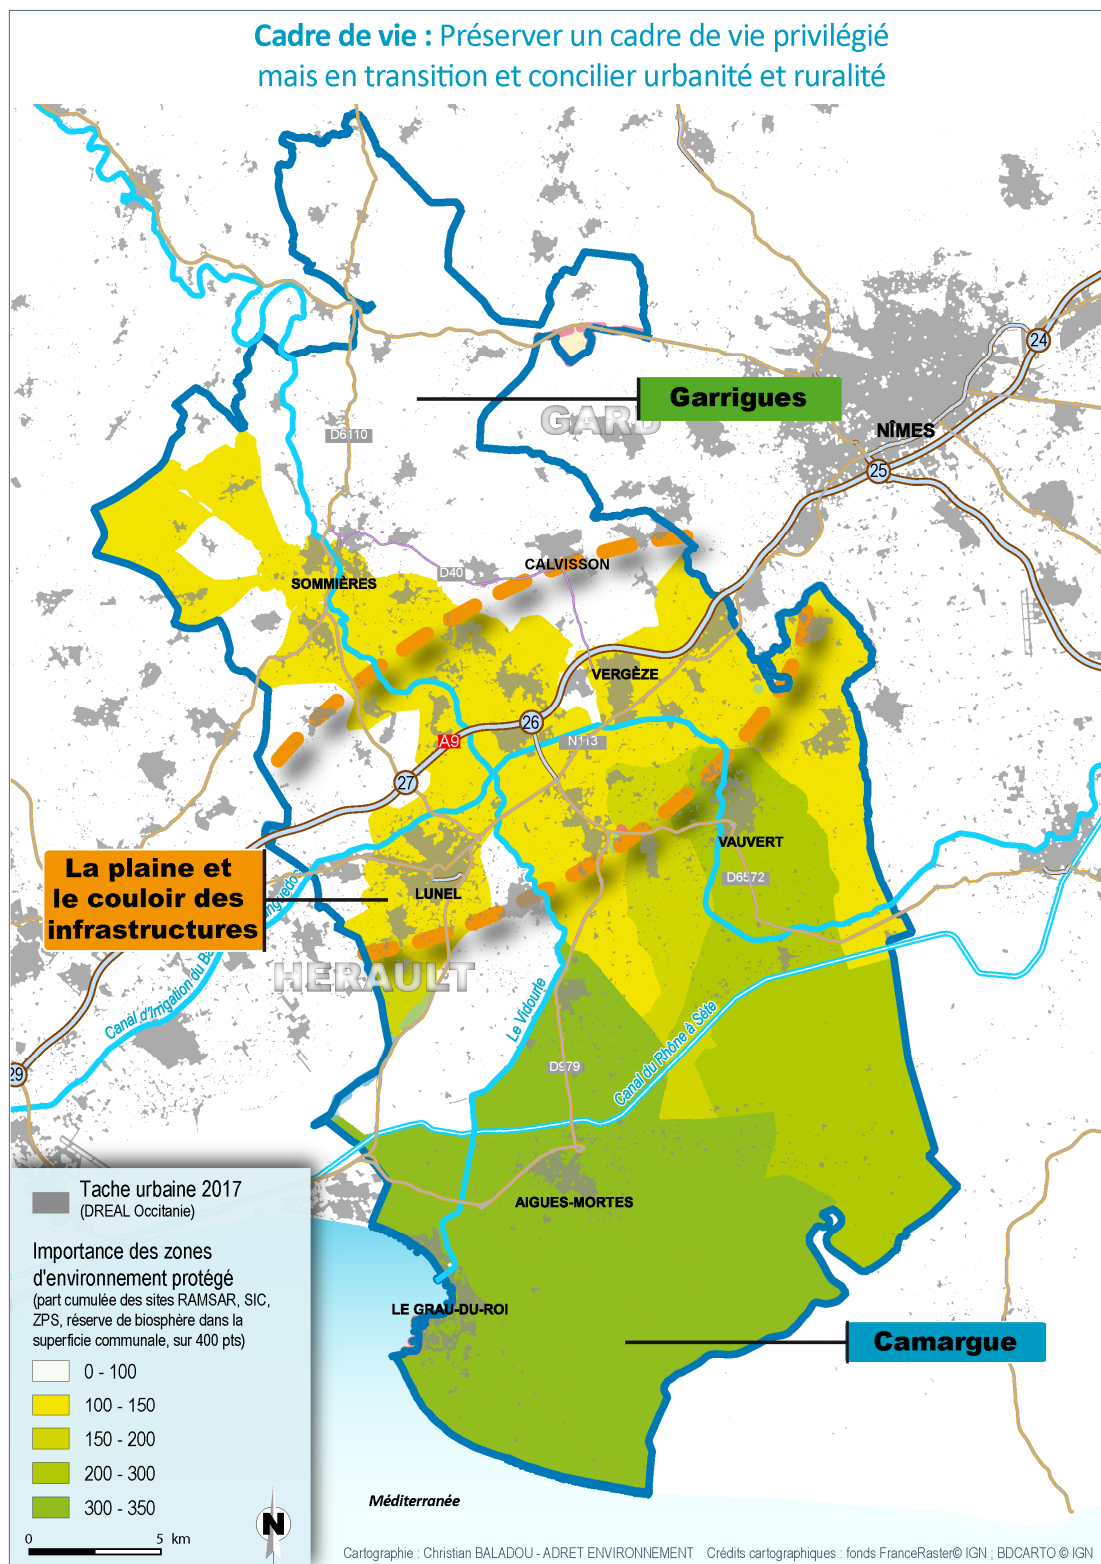 Cadre de vie : Préserver un cadre de vie privilégié
mais en transition et concilier urbanité et ruralité
24
Garrigues
GARD
NÎMES
D6110
25
CALVISSON
D40
SOMMIÈRES
VERGÈZE
26
A9
N113
27
VAUVERT
La plaine et
le couloir des
infrastructures
D6572
LUNEL
HERAULT
Canal d'Irrigation du
Le Vidourle
Canal du Rhône à Sète
29
D979
AIGUES-MORTES
LE GRAU-DU-ROI
Camargue
Tache urbaine 2017
(DREAL Occitanie)
Importance des zones
d'environnement protégé
(part cumulée des sites RAMSAR, SIC,
ZPS, réserve de biosphère dans la
superficie communale, sur 400 pts)
0 - 100
100 - 150
150 - 200
200 - 300
300 - 350
N
0 5 km
Méditerranée
Cartographie : Christian BALADOU - ADRET ENVIRONNEMENT Crédits cartographiques : fonds FranceRaster© IGN ; BDCARTO © IGN